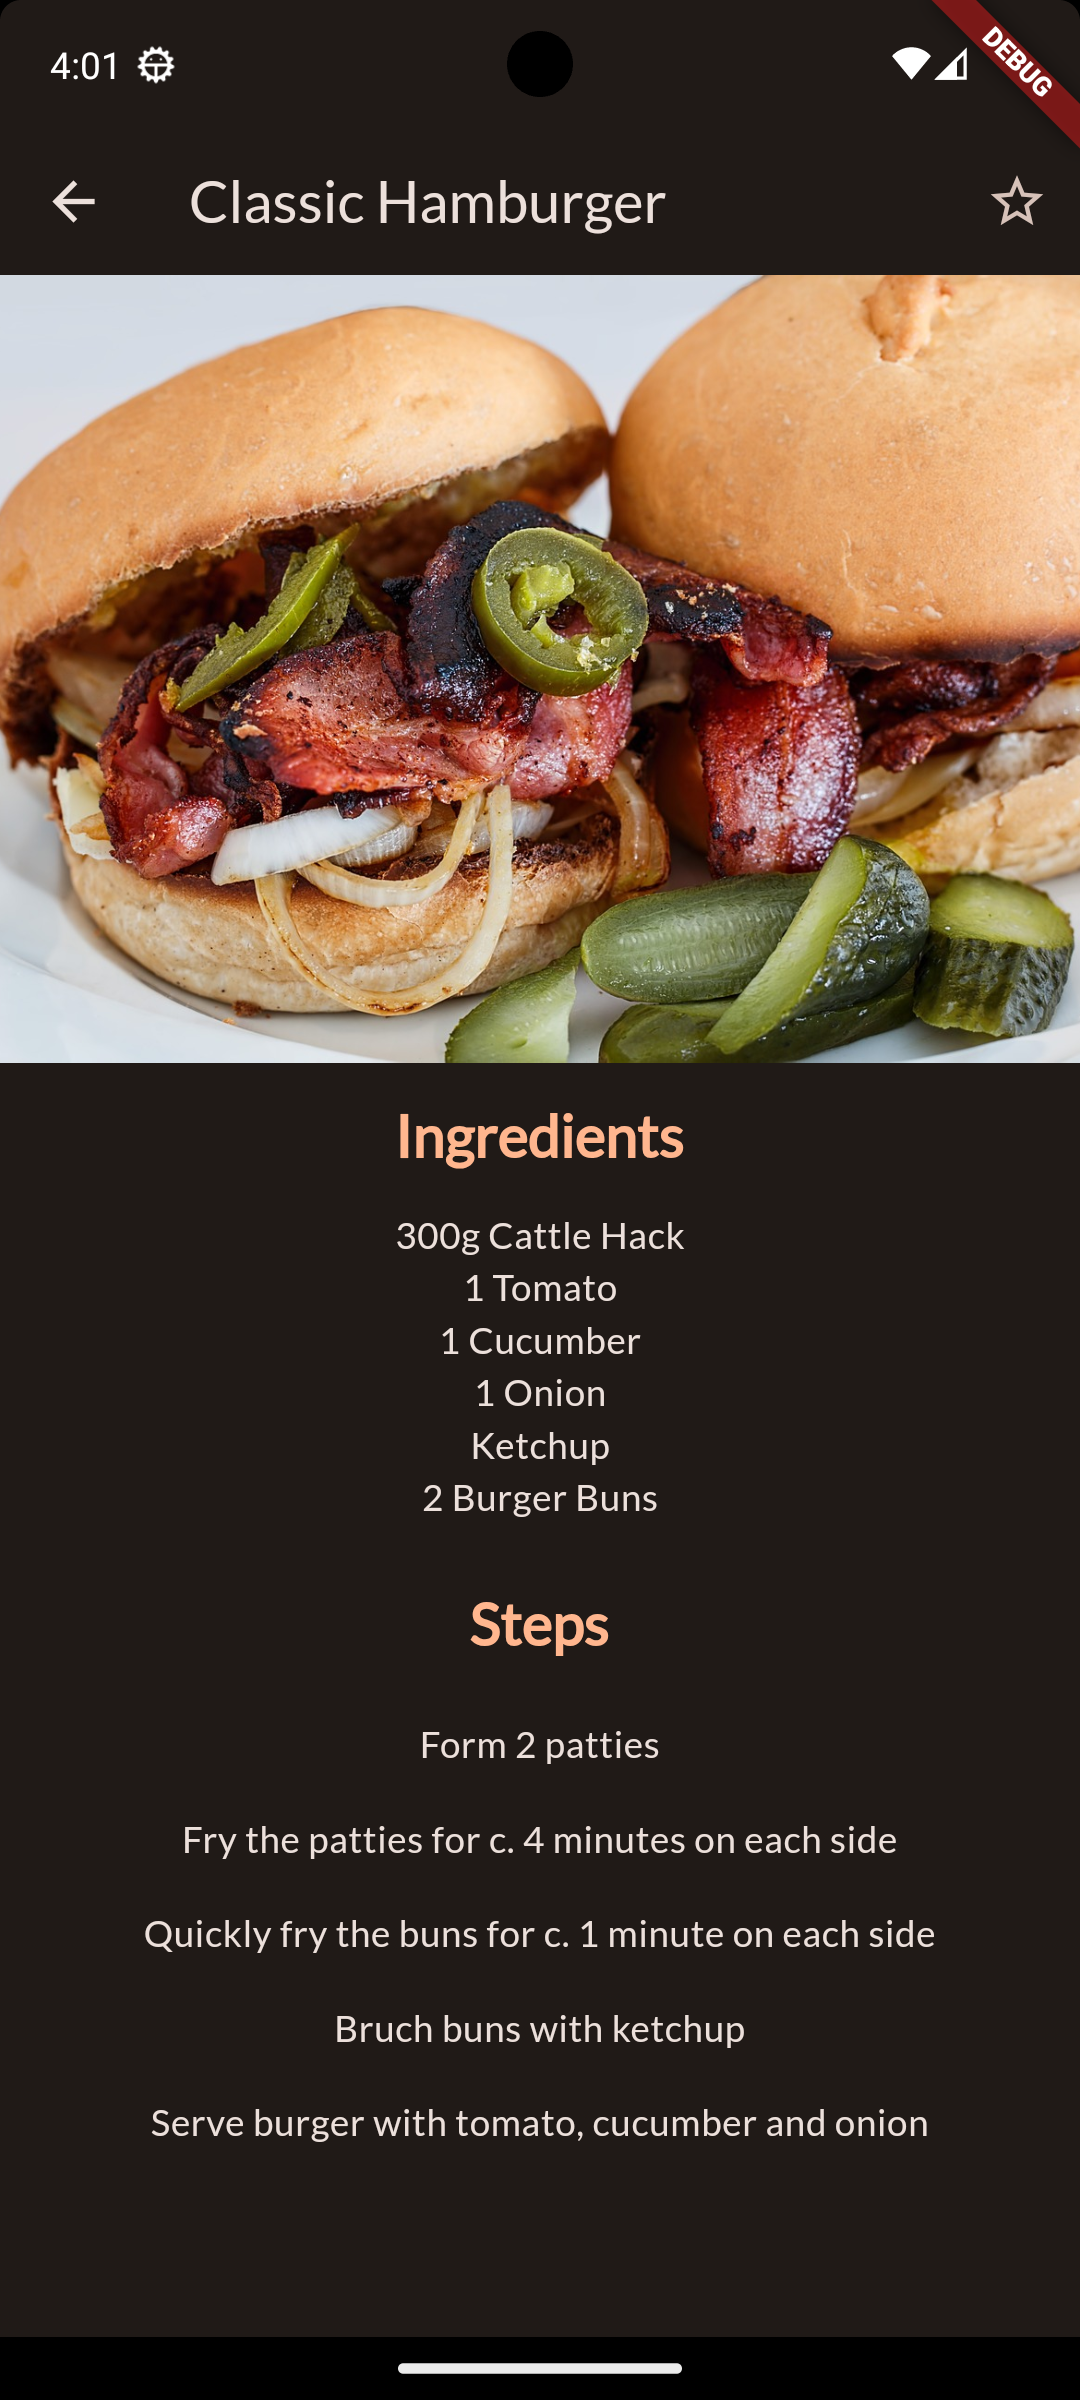 4:01
DEBUG
Classic Hamburger
Ingredients
300g Cattle Hack
1 Tomato
1 Cucumber
1 Onion
Ketchup
2 Burger Buns
Steps
Form 2 patties
Fry the patties for c. 4 minutes on each side
Quickly fry the buns for c. 1 minute on each side
Bruch buns with ketchup
Serve burger with tomato, cucumber and onion